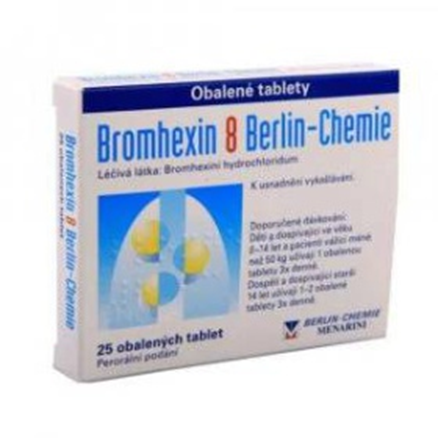 Obalené tablety
Bromhexin 8 Berlin-Chemie
Léčivá látka: Bromhexini hydrochloridum
K usnadnění vykašlávání.
Doporučené dávkování:
Děti a dospívající ve věku
6-14 let a pacienti vážící méně
než 50 kg užívají 1 obalenou
tabletu 3x denně.
Dospělí a dospívající starší
14 let užívají 1-2 obalené
tablety 3x denně.
25 obalených tablet
Perorální podání
BERLIN-CHEMIE
MENARINI
Bromhexin 8 Berlin-Chemie
25 obalených tablet